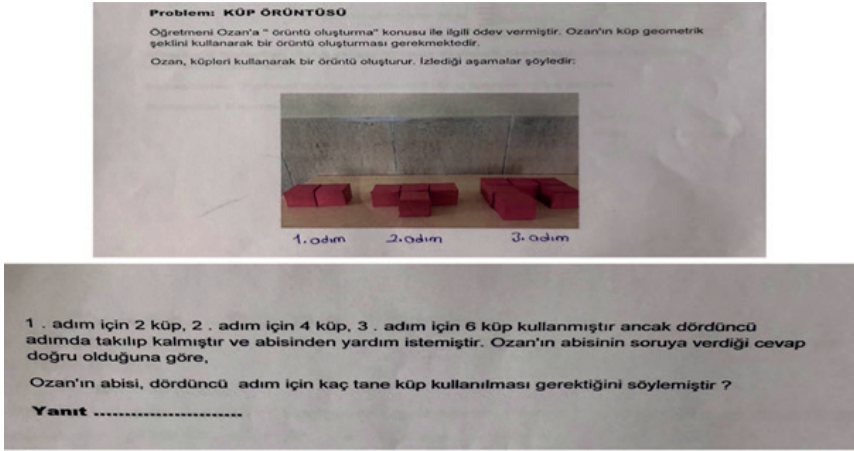 Problem: KÜP ÖRÜNTÜSÜ
Öğretmeni Ozan'a " örüntü oluşturma" konusu ile ilgili ödev vermiştir. Ozan'ın küp geometrik
şeklini kullanarak bir örüntü oluşturması gerekmektedir.
Ozan, küpleri kullanarak bir örüntü oluşturur. İzlediği aşamalar şöyledir:
1. adım 2. adım 3. adım
1 . adım için 2 küp, 2 . adım için 4 küp, 3 . adım için 6 küp kullanmıştır ancak dördüncü
adımda takılıp kalmıştır ve abisinden yardım istemiştir. Ozan'ın abisinin soruya verdiği cevap
doğru olduğuna göre,
Ozan'ın abisi, dördüncü adım için kaç tane küp kullanılması gerektiğini söylemiştir ?
Yanıt ........................